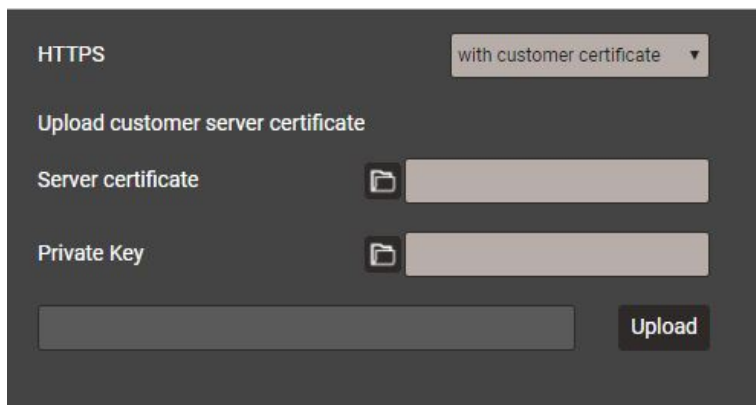 HTTPS with customer certificate
Upload customer server certificate
Server certificate
Private Key
Upload